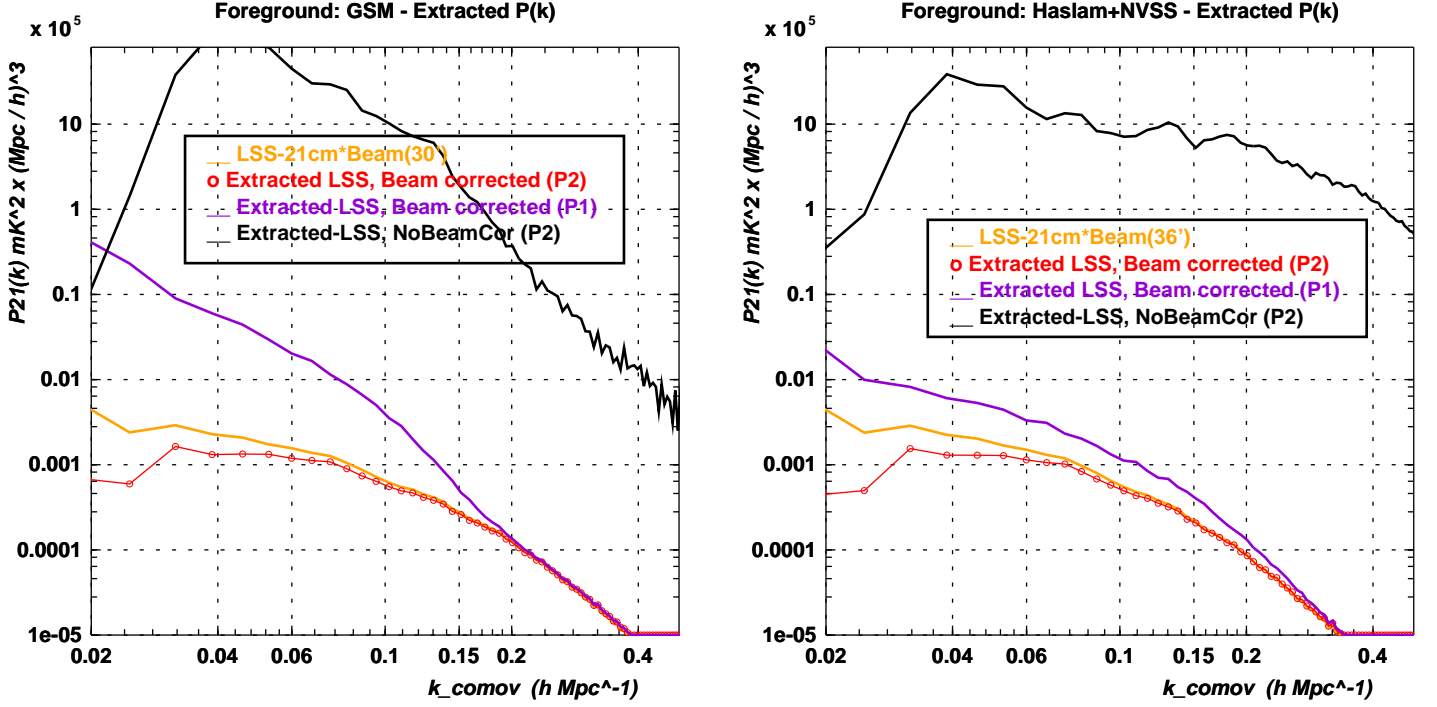 Foreground: GSM - Extracted P(k)
x 10^5
P21(k) mK^2 x (Mpc / h)^3
10
1
0.1
0.01
0.001
0.0001
1e-05
__ LSS-21cm*Beam(30')
o Extracted LSS, Beam corrected (P2)
__ Extracted LSS, Beam corrected (P1)
__ Extracted-LSS, NoBeamCor (P2)
0.02 0.04 0.06 0.1 0.15 0.2 0.4
k_comov (h Mpc^-1)
Foreground: Haslam+NVSS - Extracted P(k)
x 10^5
P21(k) mK^2 x (Mpc / h)^3
10
1
0.1
0.01
0.001
0.0001
1e-05
__ LSS-21cm*Beam(36')
o Extracted LSS, Beam corrected (P2)
__ Extracted LSS, Beam corrected (P1)
__ Extracted-LSS, NoBeamCor (P2)
0.02 0.04 0.06 0.1 0.15 0.2 0.4
k_comov (h Mpc^-1)